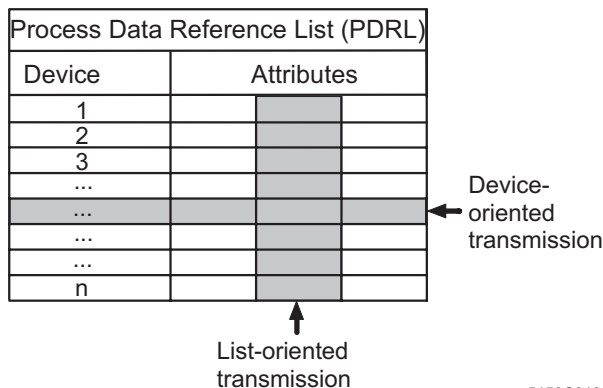 Process Data Reference List (PDRL)
Device Attributes
1
2
3
...
...
...
...
n
Device-
oriented
transmission
List-oriented
transmission